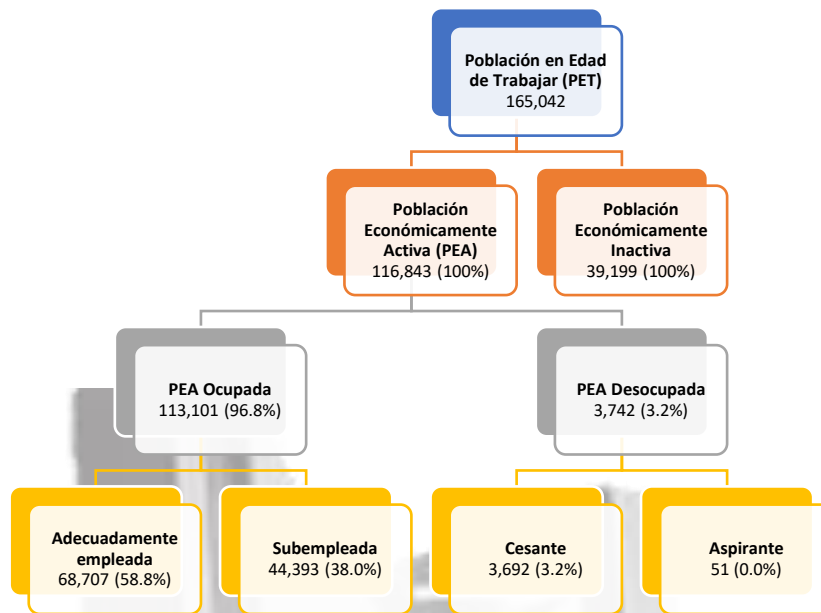 Población en Edad
de Trabajar (PET)
165,042
Población
Económicamente
Activa (PEA)
116,843 (100%)
Población
Económicamente
Inactiva
39,199 (100%)
PEA Ocupada
113,101 (96.8%)
PEA Desocupada
3,742 (3.2%)
Adecuadamente
empleada
68,707 (58.8%)
Subempleada
44,393 (38.0%)
Cesante
3,692 (3.2%)
Aspirante
51 (0.0%)